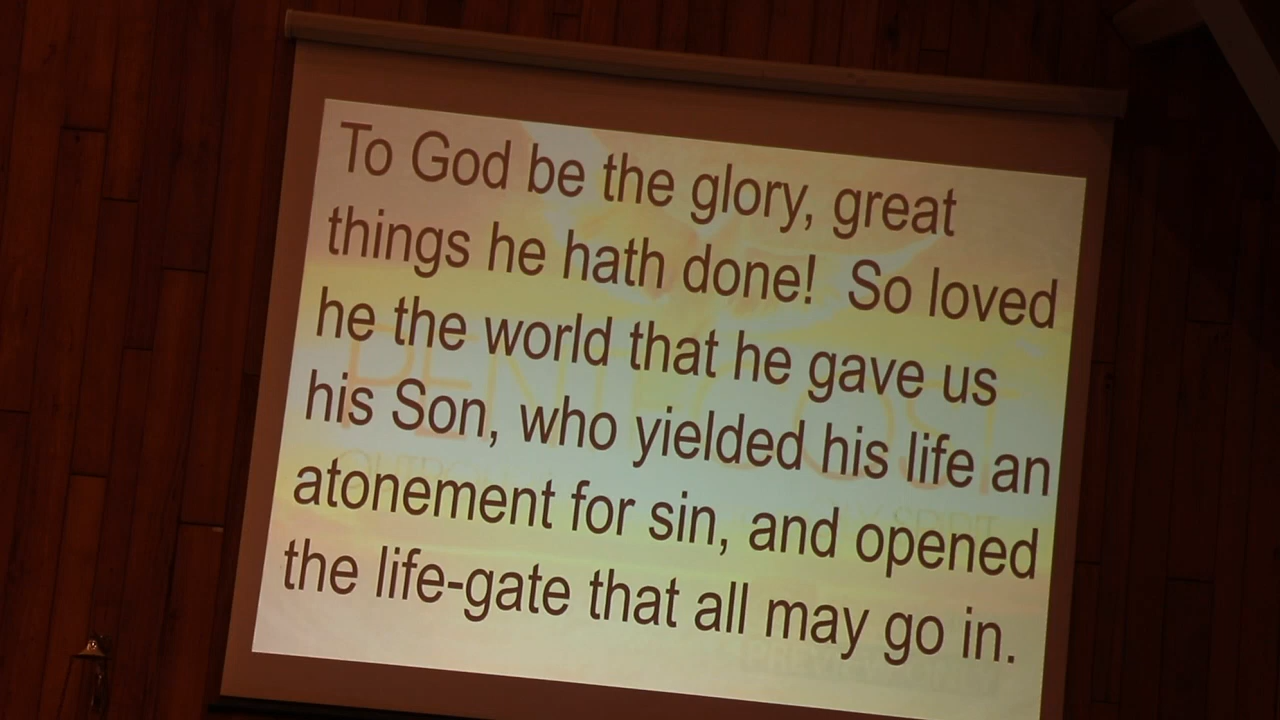 To God be the glory, great
things he hath done!  So loved
he the world that he gave us
his Son, who yielded his life an
atonement for sin, and opened
the life-gate that all may go in.
PENTECOST